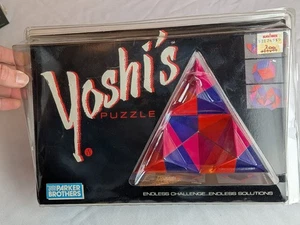 Yoshi's
PUZZLE
PARKER
BROTHERS
ENDLESS CHALLENGE...ENDLESS SOLUTIONS